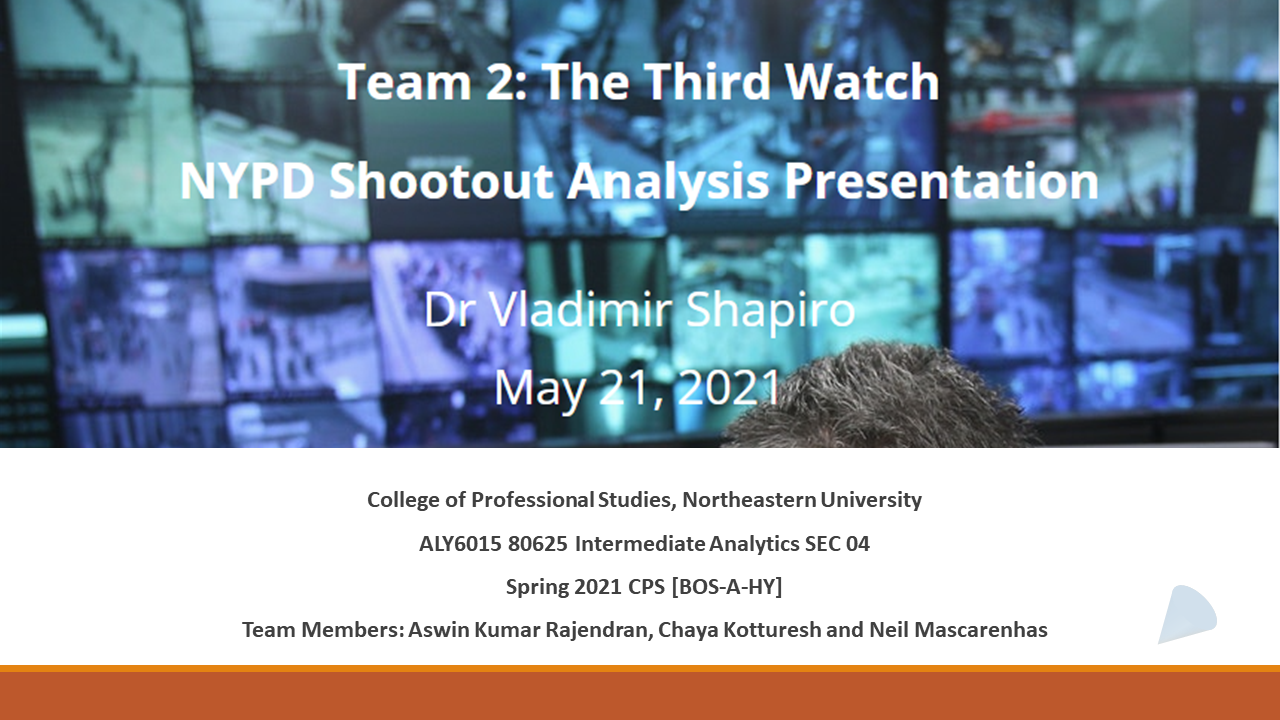 Team 2: The Third Watch
NYPD Shootout Analysis Presentation
Dr Vladimir Shapiro
May 21, 2021
College of Professional Studies, Northeastern University
ALY6015 80625 Intermediate Analytics SEC 04
Spring 2021 CPS [BOS-A-HY]
Team Members: Aswin Kumar Rajendran, Chaya Kotturesh and Neil Mascarenhas